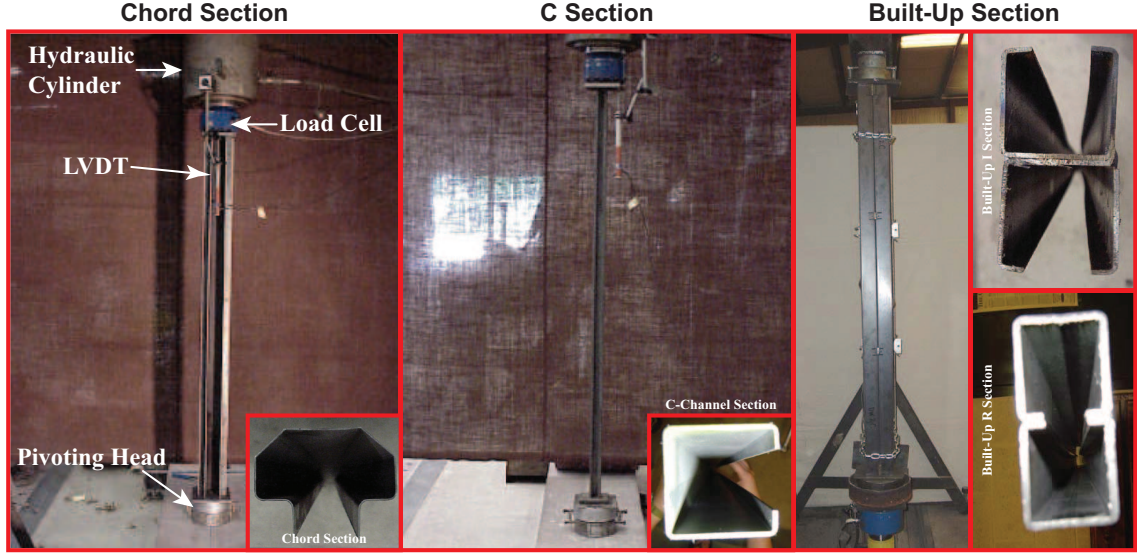 Chord Section
C Section
Built-Up Section
Hydraulic
Cylinder
Load Cell
LVDT
Pivoting Head
Chord Section
C-Channel Section
Built-Up I Section
Built-Up R Section